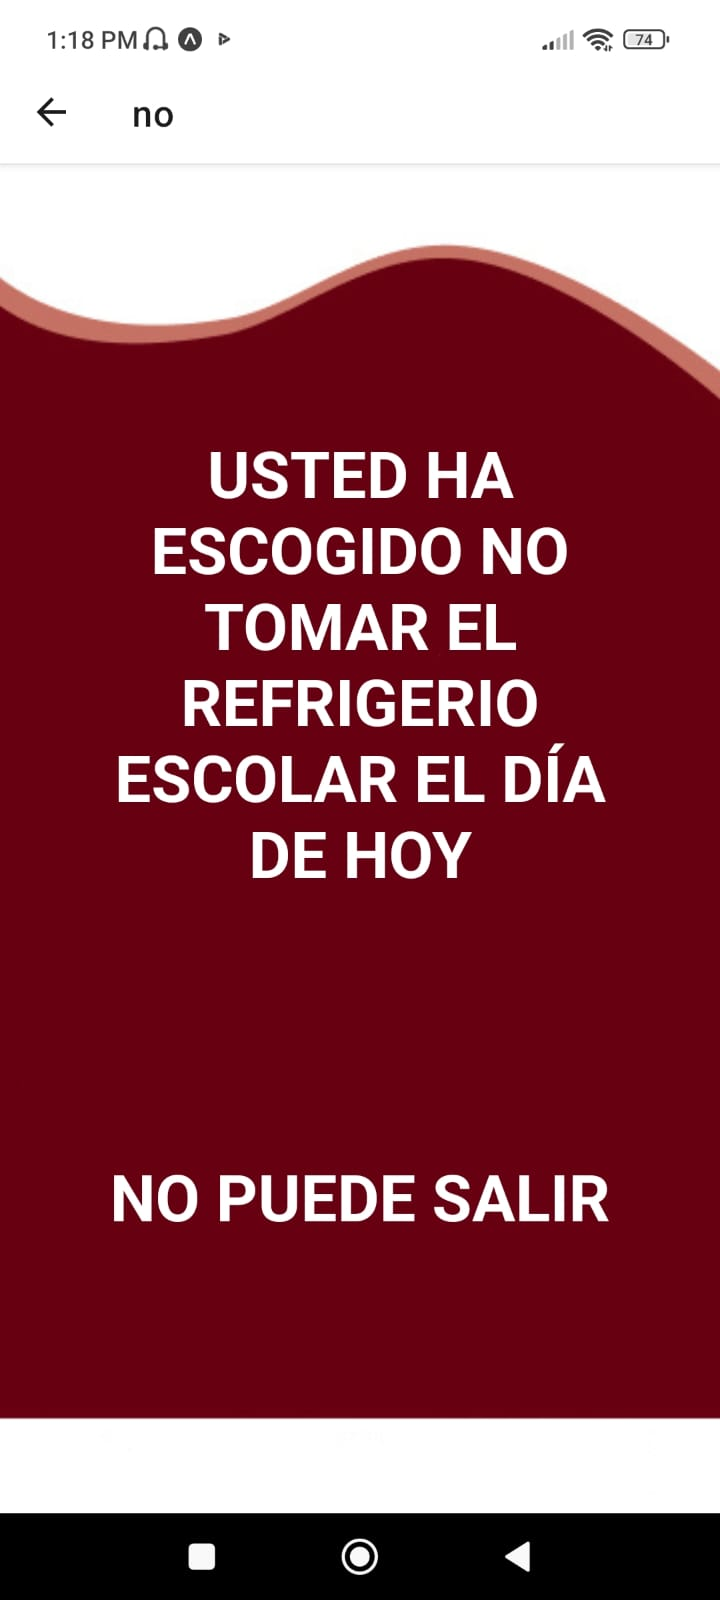 1:18 PM
74
no
USTED HA
ESCOGIDO NO
TOMAR EL
REFRIGERIO
ESCOLAR EL DÍA
DE HOY
NO PUEDE SALIR